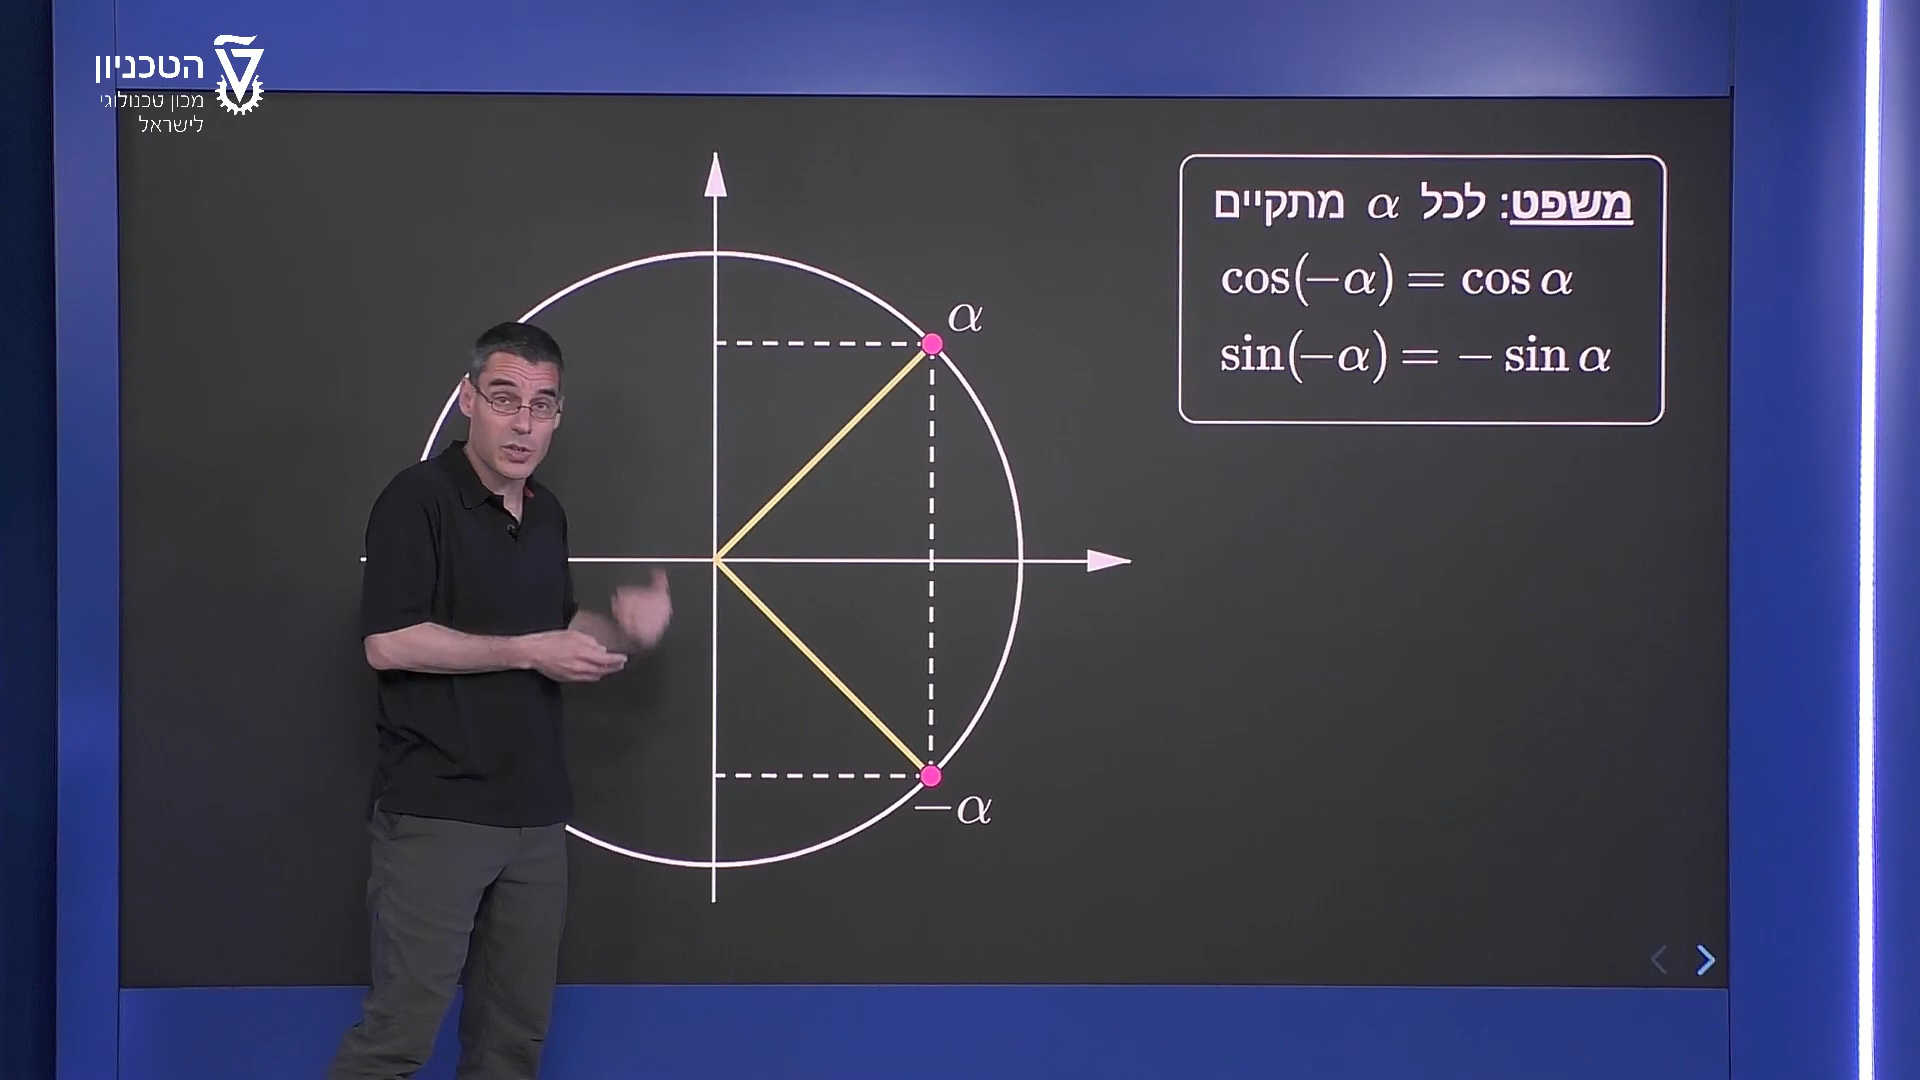 הטכניון
מכון טכנולוגי
לישראל
משפט: לכל α מתקיים
cos(−α) = cos α
sin(−α) = − sin α
α
−α